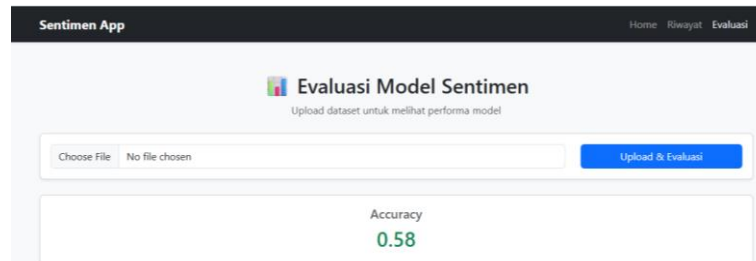 Sentimen App Home Riwayat Evaluasi
Evaluasi Model Sentimen
Upload dataset untuk melihat performa model
Choose File No file chosen Upload & Evaluasi
Accuracy
0.58